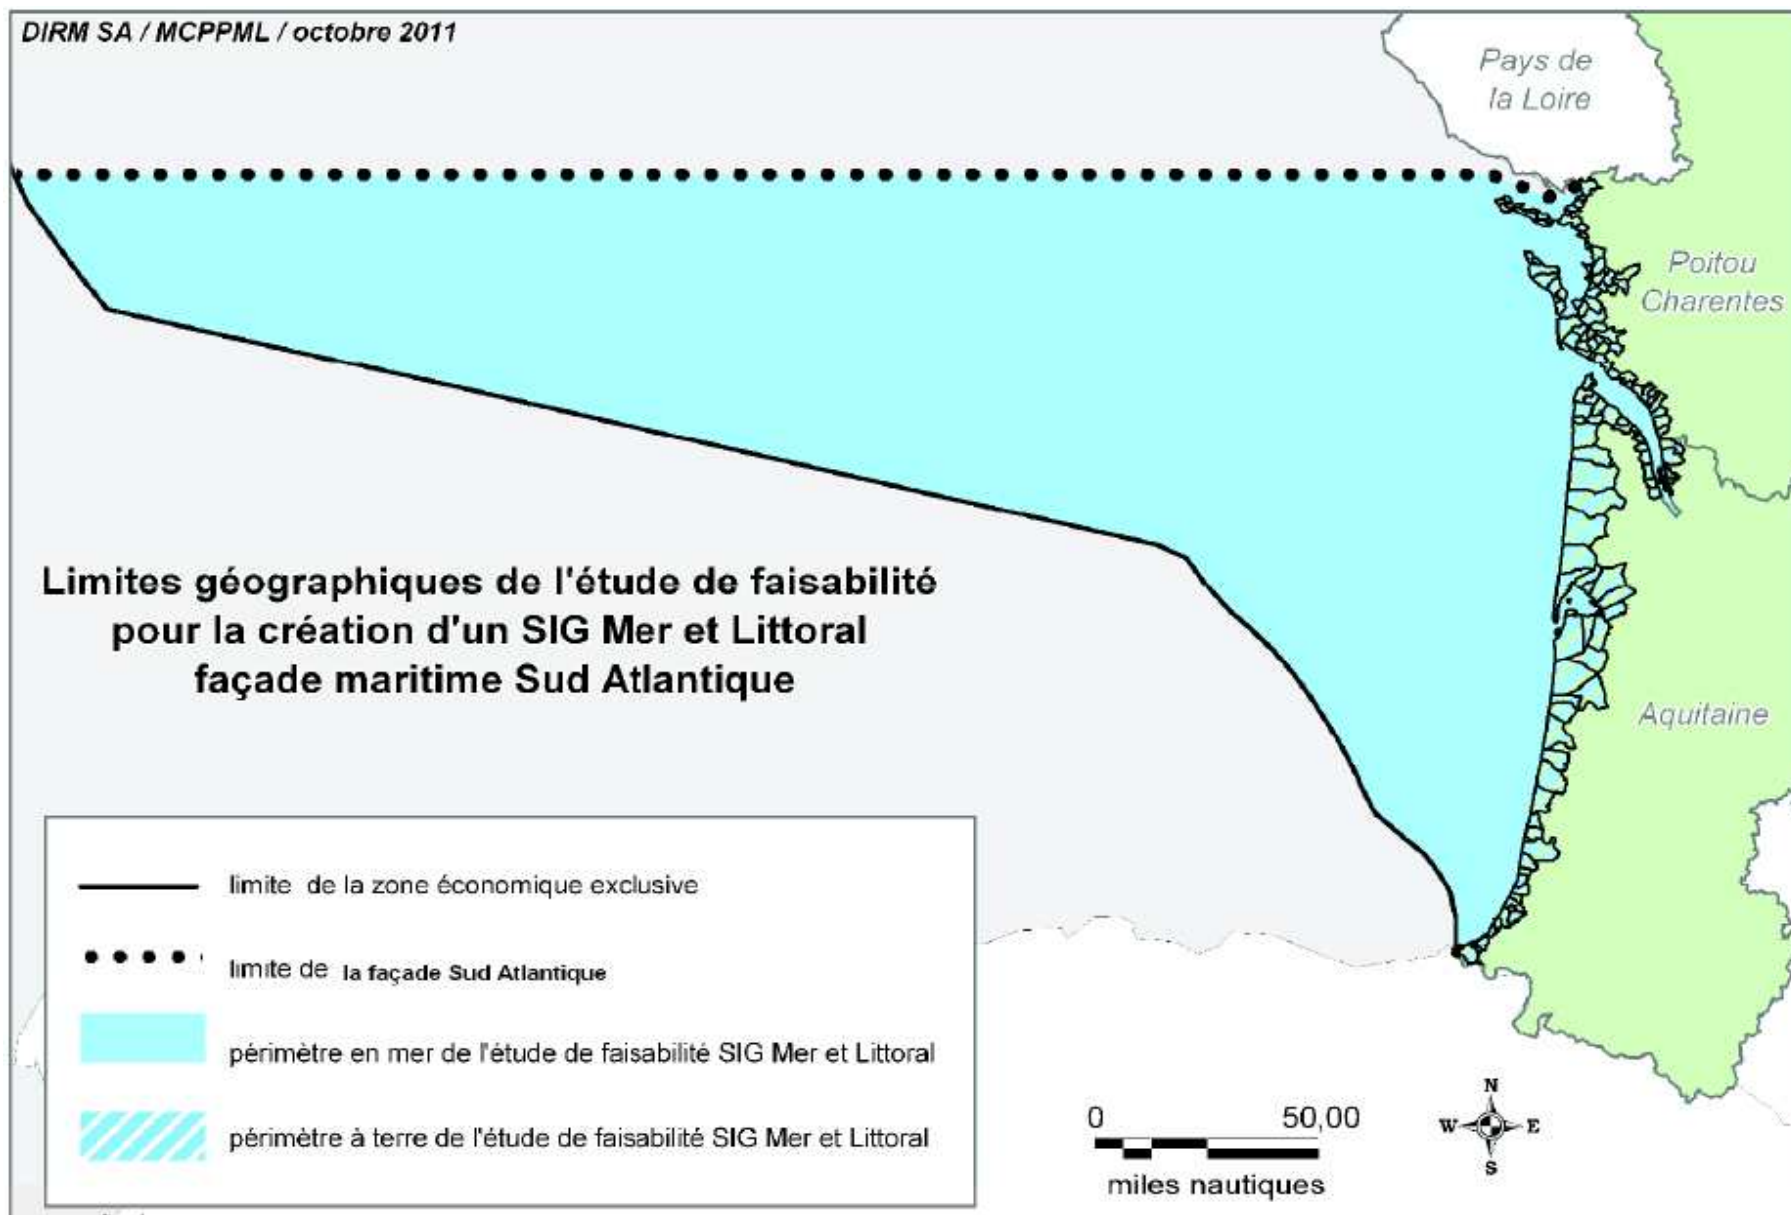 DIRM SA / MCPPML / octobre 2011
Pays de
la Loire
Poitou
Charentes
Limites géographiques de l'étude de faisabilité
pour la création d'un SIG Mer et Littoral
façade maritime Sud Atlantique
Aquitaine
limite de la zone économique exclusive
limite de la façade Sud Atlantique
périmètre en mer de l'étude de faisabilité SIG Mer et Littoral
périmètre à terre de l'étude de faisabilité SIG Mer et Littoral
0 50,00
miles nautiques
N
W E
S